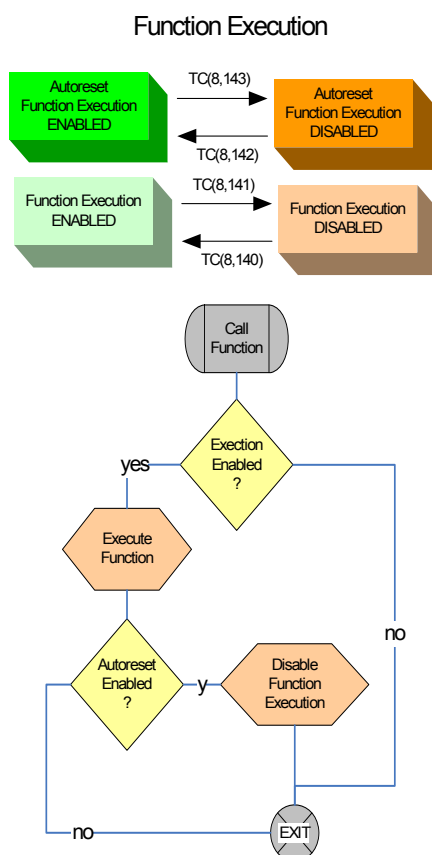 Function Execution
Autoreset
Function Execution
ENABLED
TC(8,143)
Autoreset
Function Execution
DISABLED
TC(8,142)
Function Execution
ENABLED
TC(8,141)
Function Execution
DISABLED
TC(8,140)
Call
Function
Exection
Enabled
?
yes
Execute
Function
no
Autoreset
Enabled
?
y
Disable
Function
Execution
no
EXIT